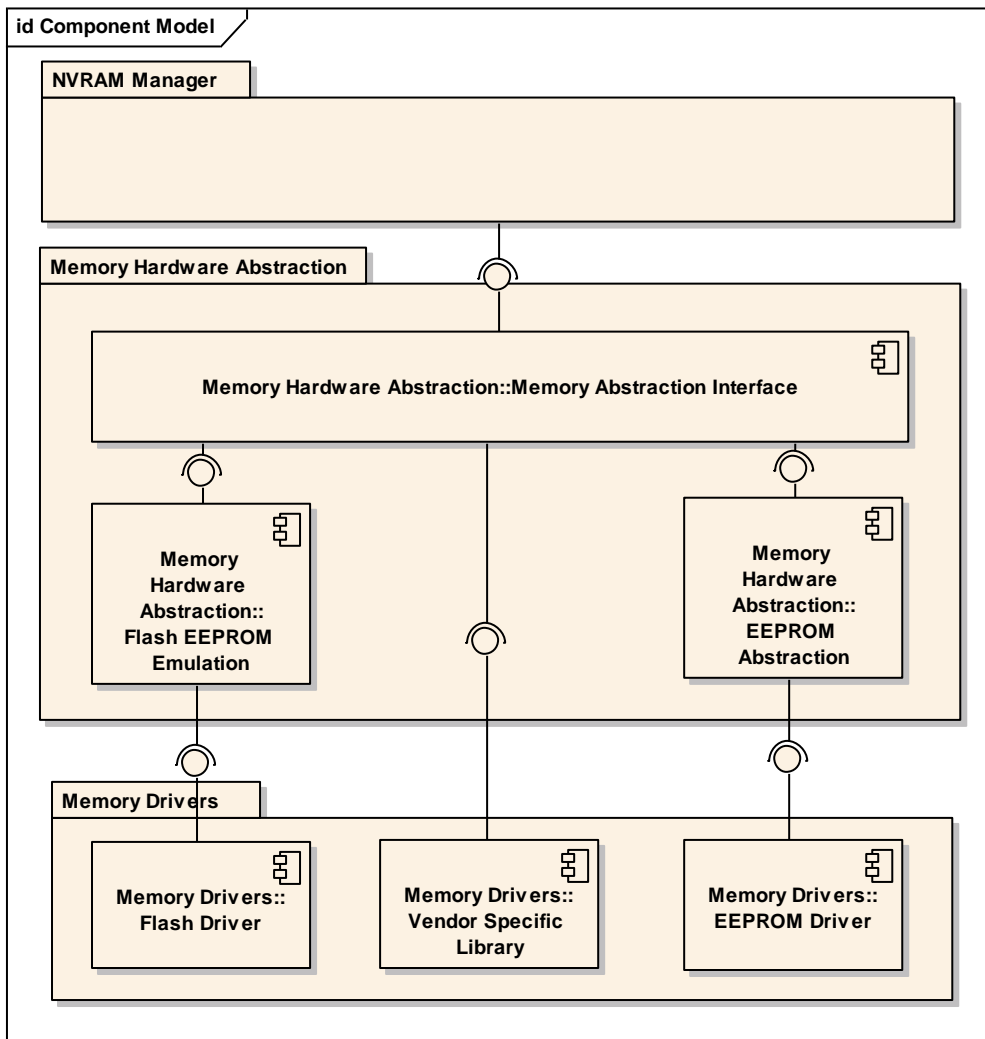 id Component Model
NVRAM Manager
Memory Hardware Abstraction
Memory Hardware Abstraction::Memory Abstraction Interface
Memory
Hardware
Abstraction::
Flash EEPROM
Emulation
Memory
Hardware
Abstraction::
EEPROM
Abstraction
Memory Drivers
Memory Drivers::
Flash Driver
Memory Drivers::
Vendor Specific
Library
Memory Drivers::
EEPROM Driver